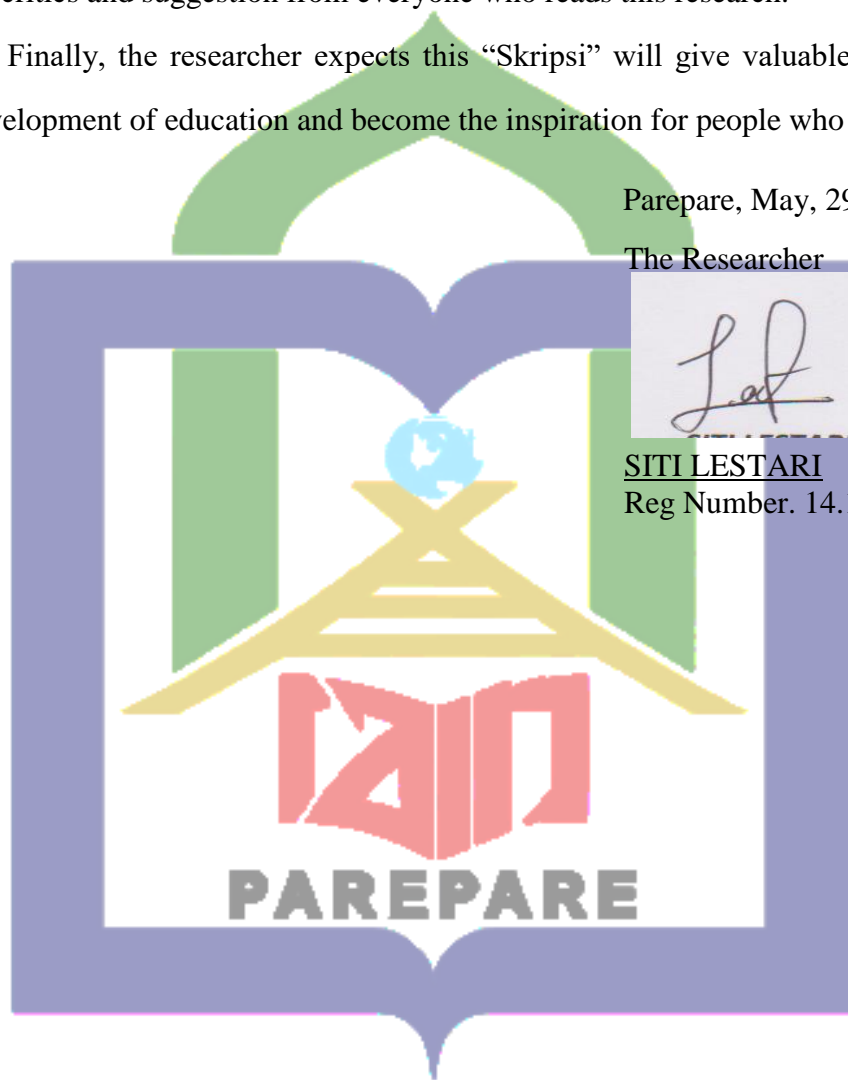 critics and suggestion from everyone who reads this research.
Finally, the researcher expects this “Skripsi” will give valuable
velopment of education and become the inspiration for people who
Parepare, May, 29
The Researcher
SITI LESTARI
Reg Number. 14.
iain
PAREPARE